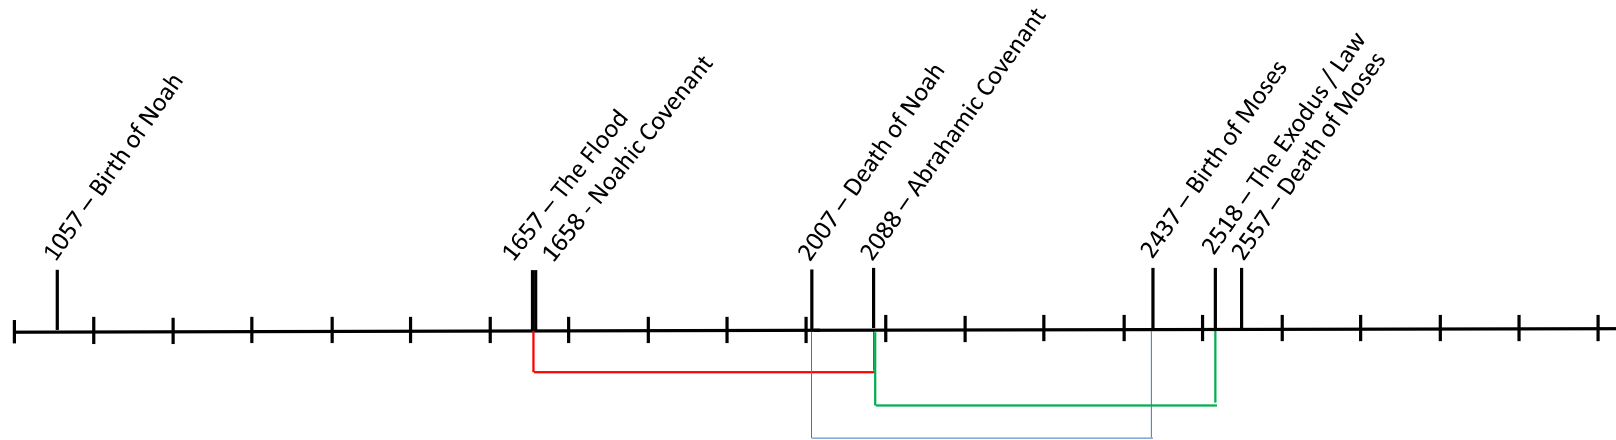 1057 – Birth of Noah
1657 – The Flood
1658 - Noahic Covenant
2007 – Death of Noah
2088 – Abrahamic Covenant
2437 – Birth of Moses
2518 – The Exodus / Law
2557 – Death of Moses